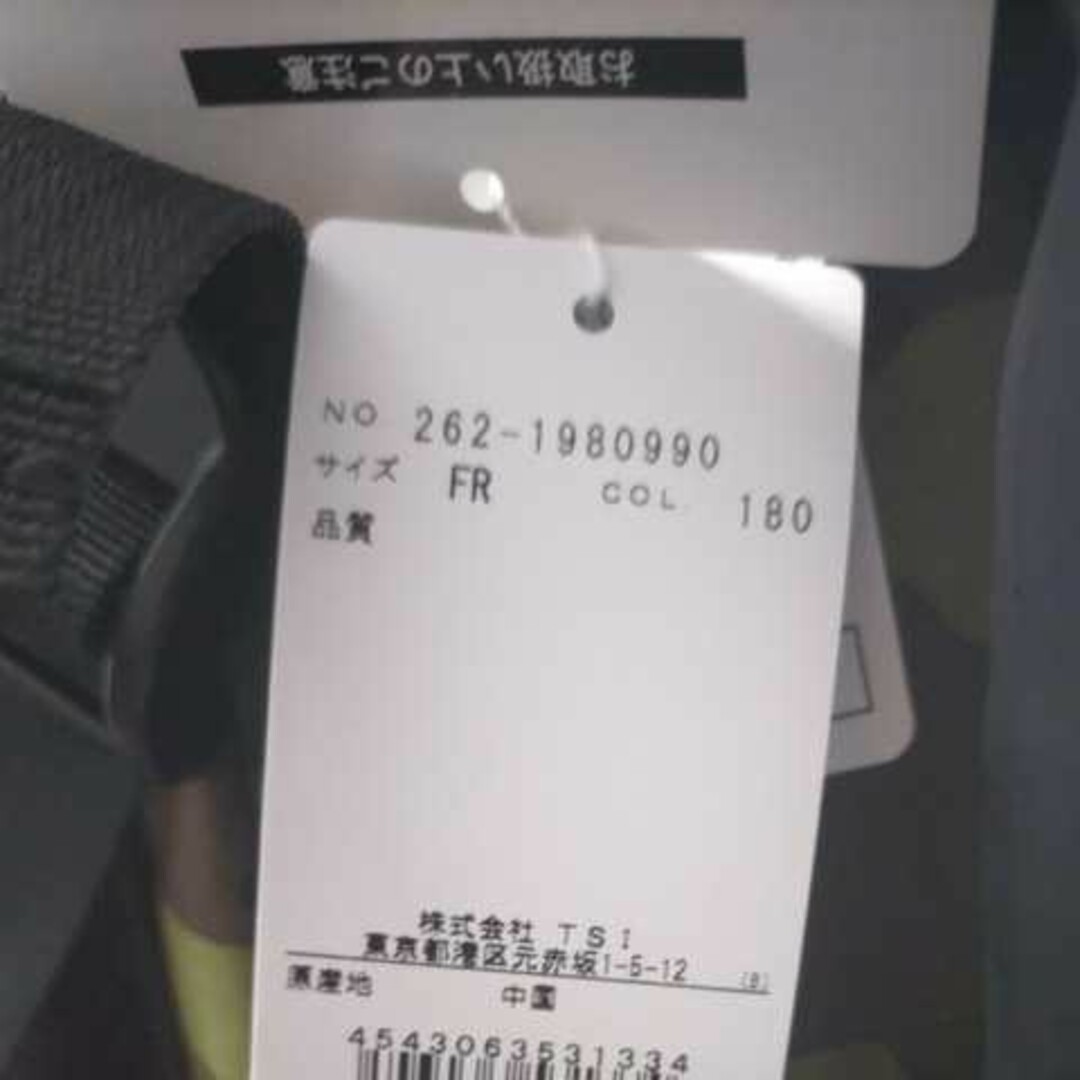 お取扱い上のご注意
NO 262-1980990
サイズ FR COL 180
品質
株式会社 TSI
東京都港区元赤坂1-5-12 (B)
原産地 中国
4543063531334